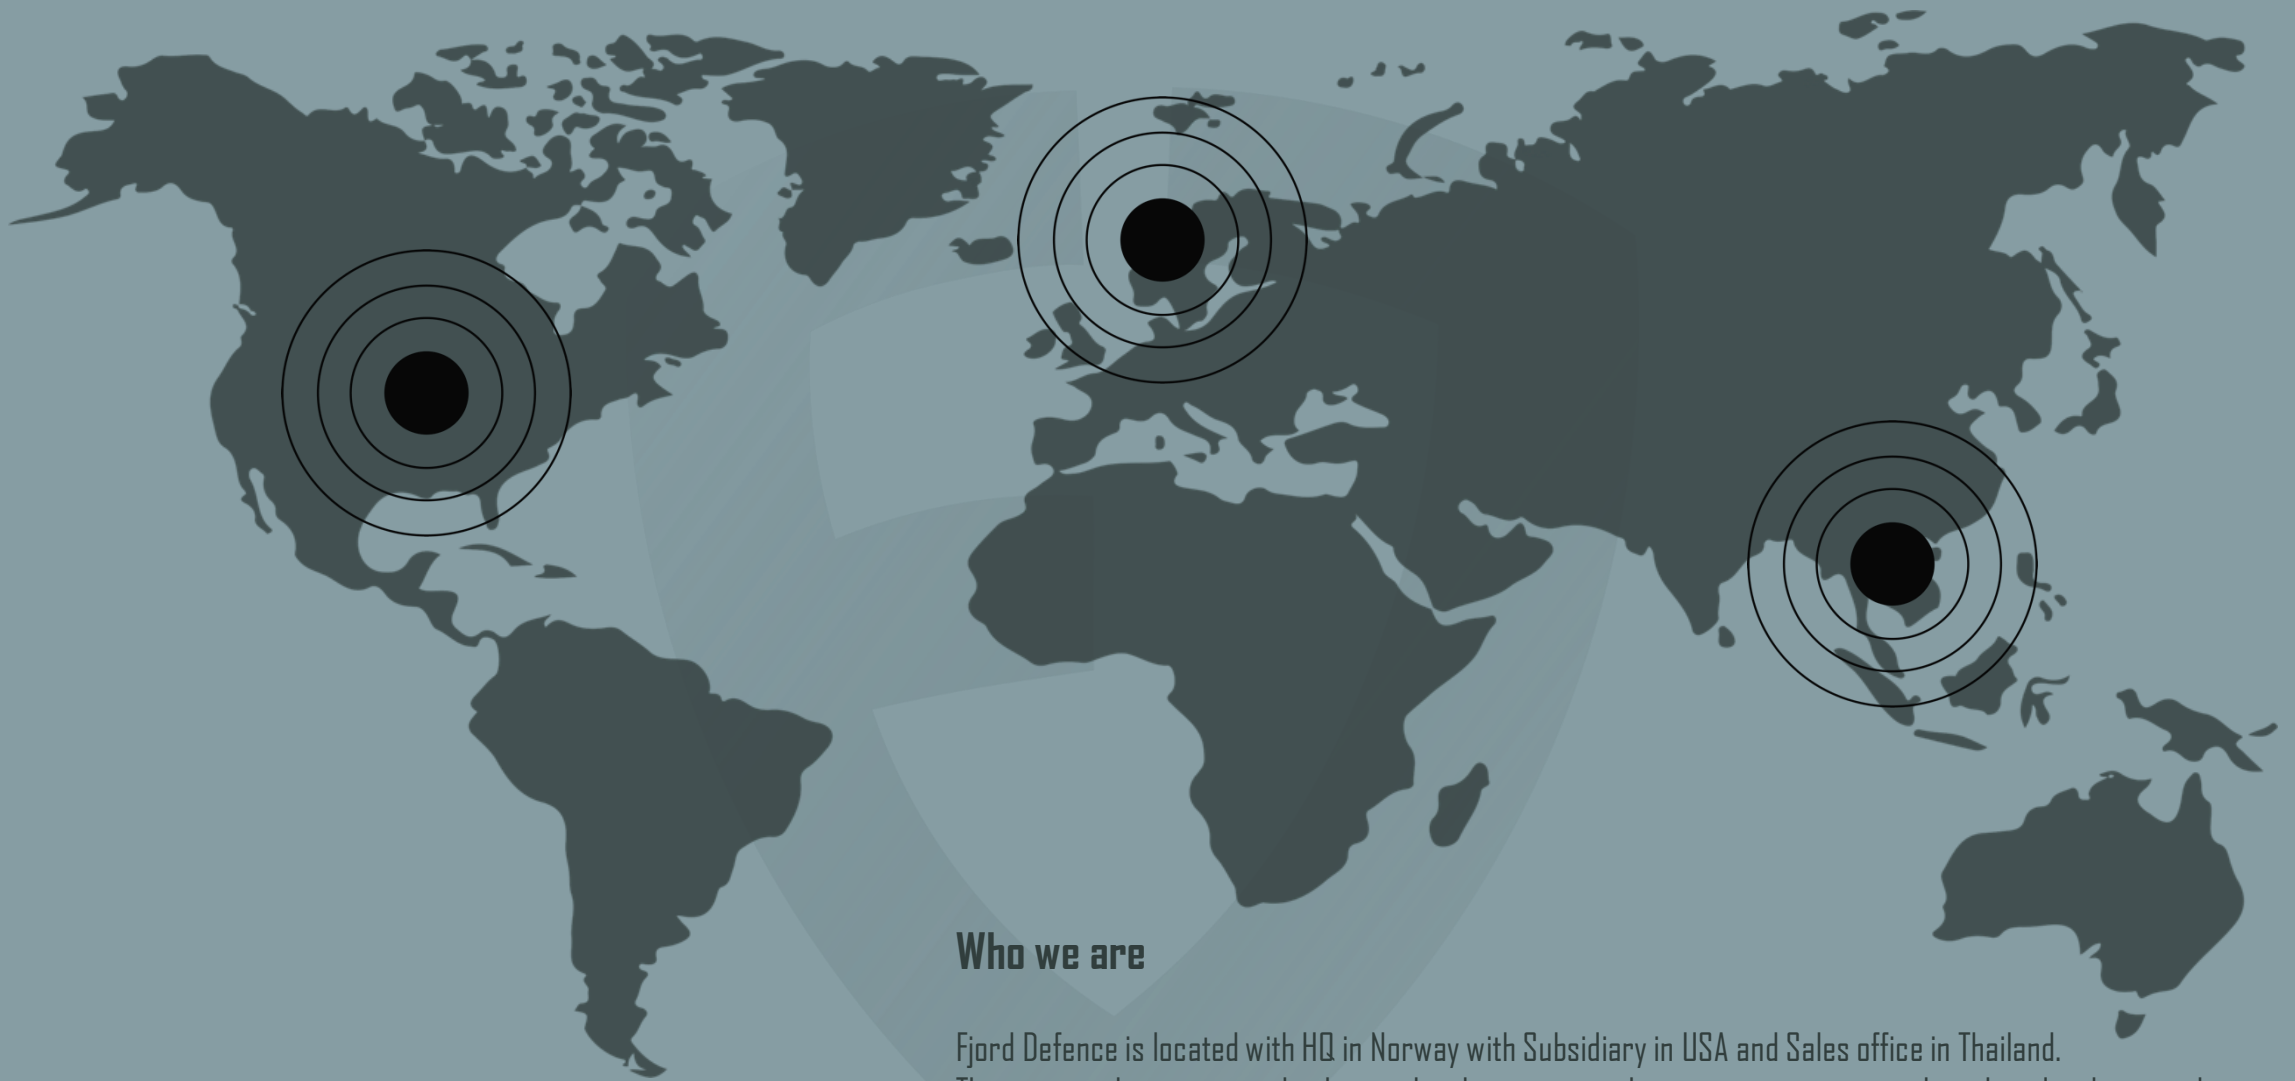 Who we are
Fjord Defence is located with HQ in Norway with Subsidiary in USA and Sales office in Thailand.